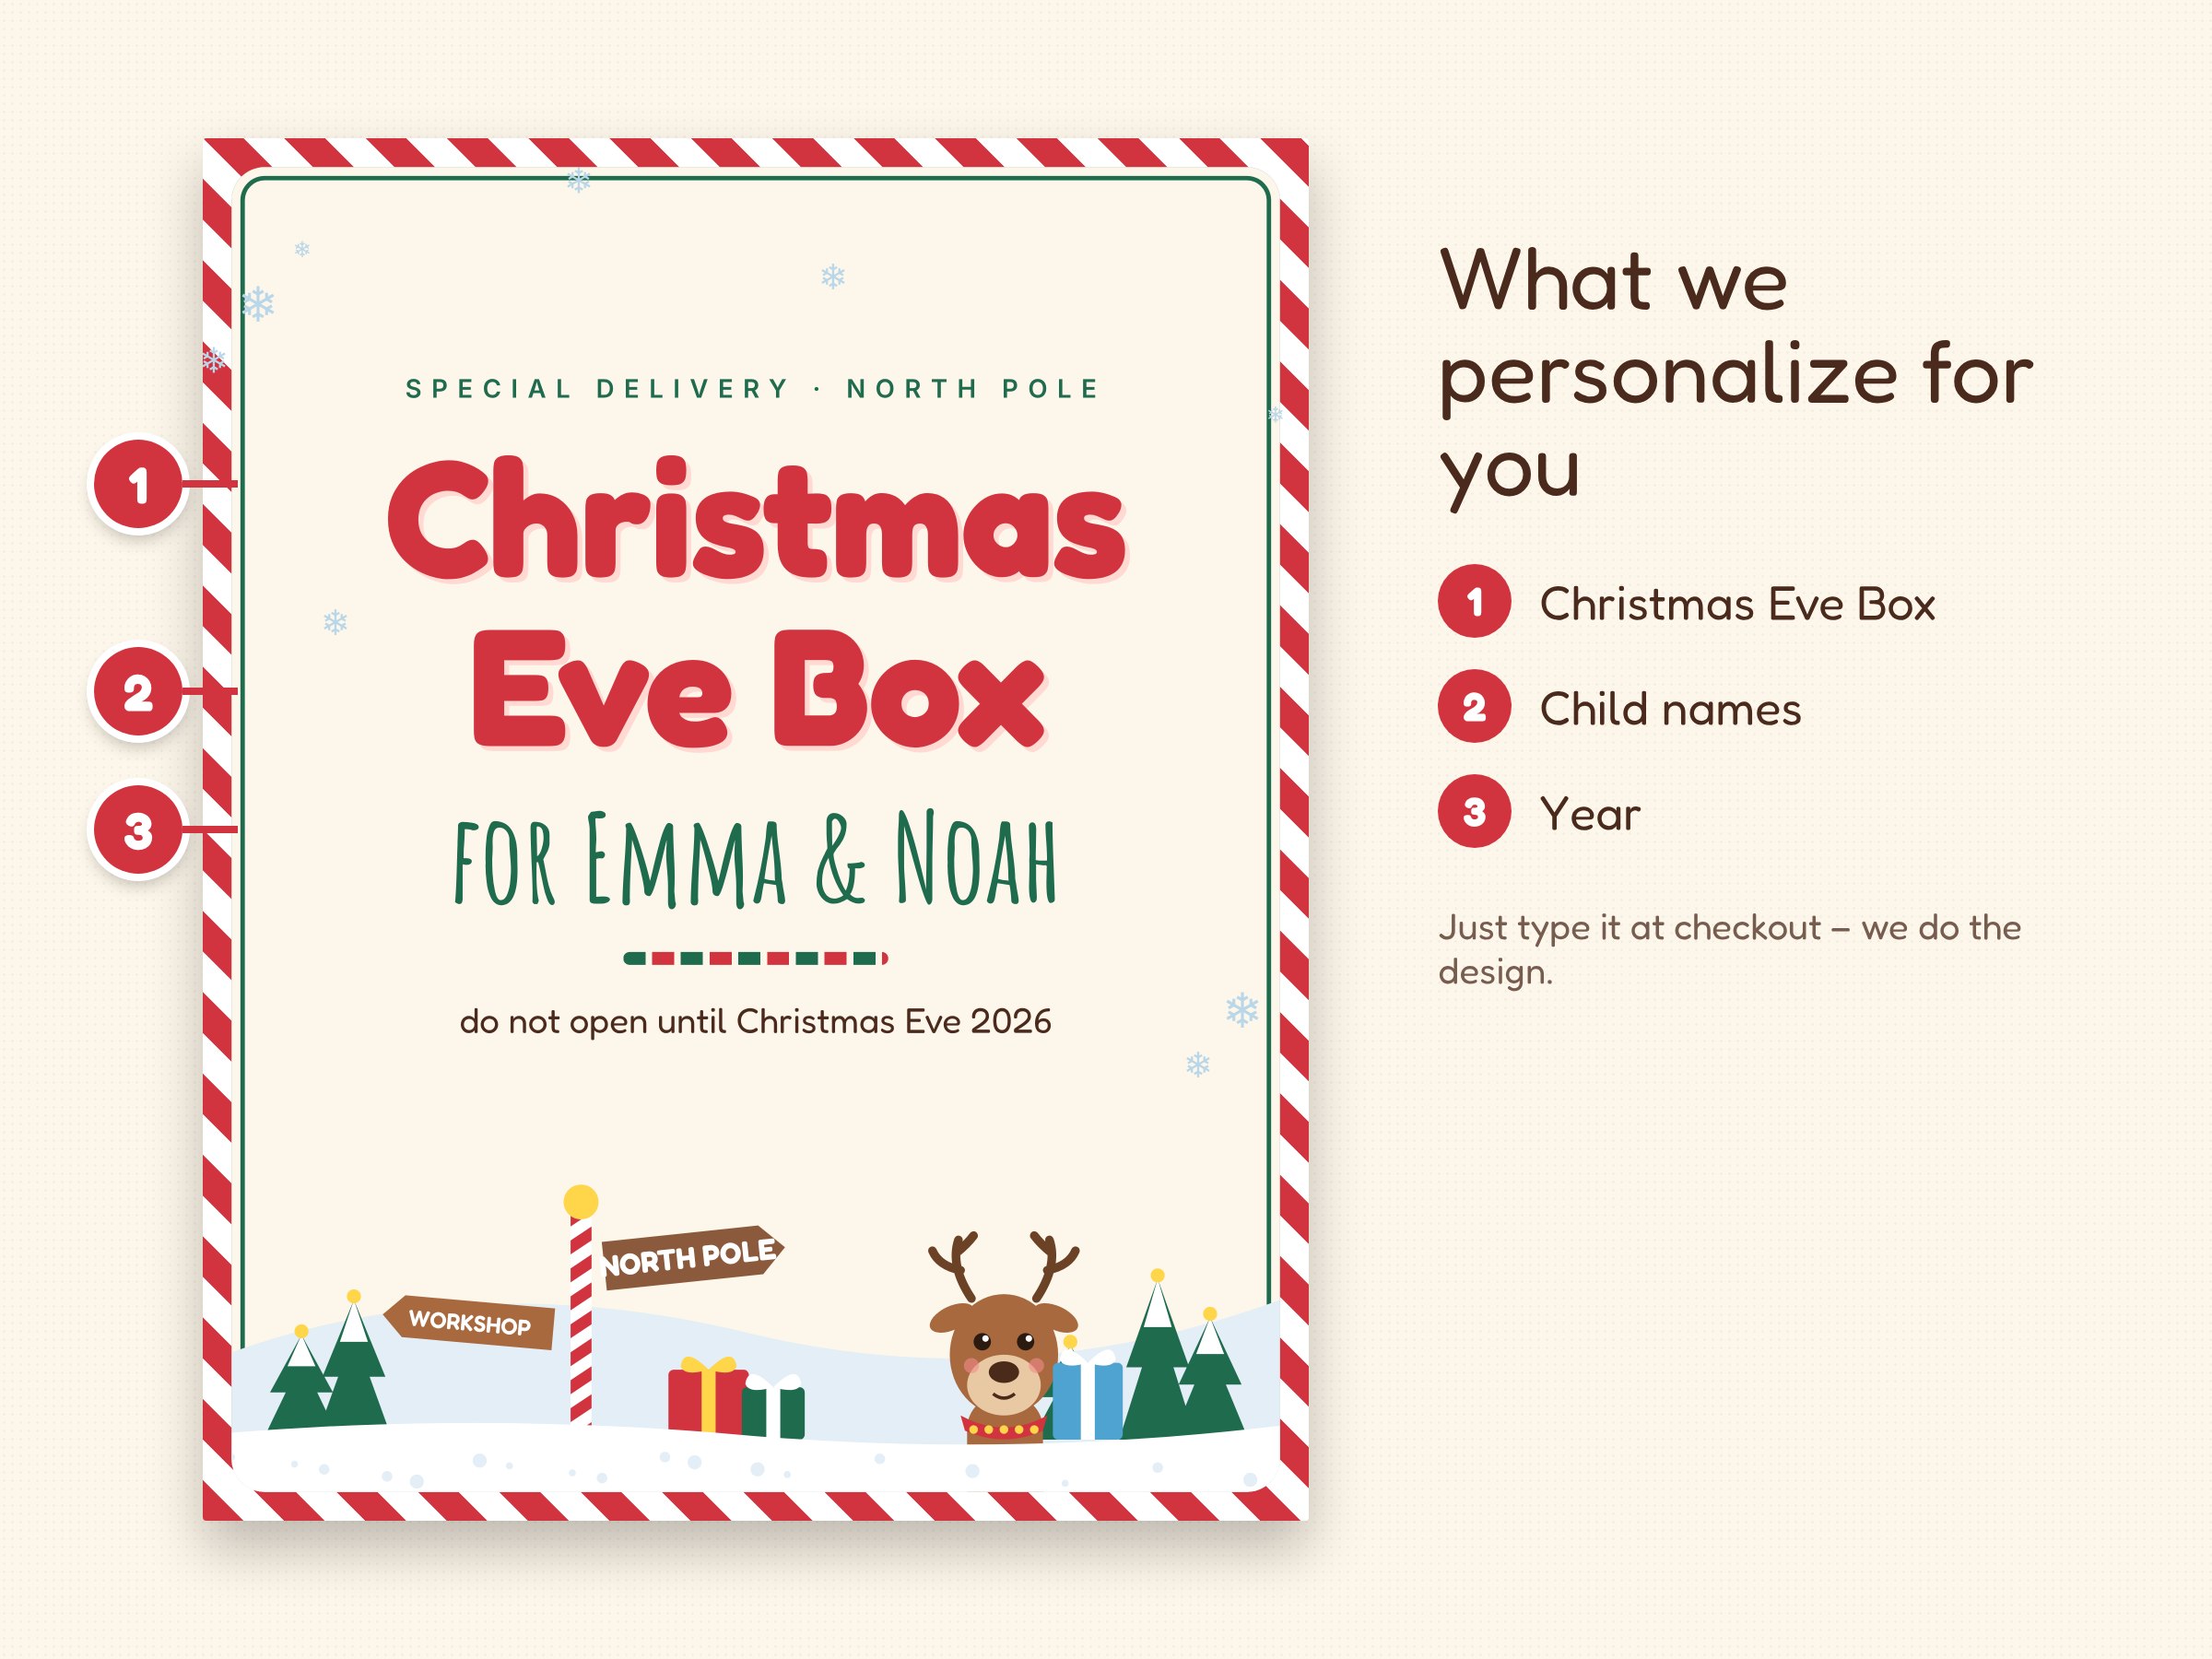 SPECIAL DELIVERY · NORTH POLE
Christmas
Eve Box
for Emma & Noah
do not open until Christmas Eve 2026
NORTH POLE
WORKSHOP
1
2
3
What we
personalize for
you
1 Christmas Eve Box
2 Child names
3 Year
Just type it at checkout – we do the
design.